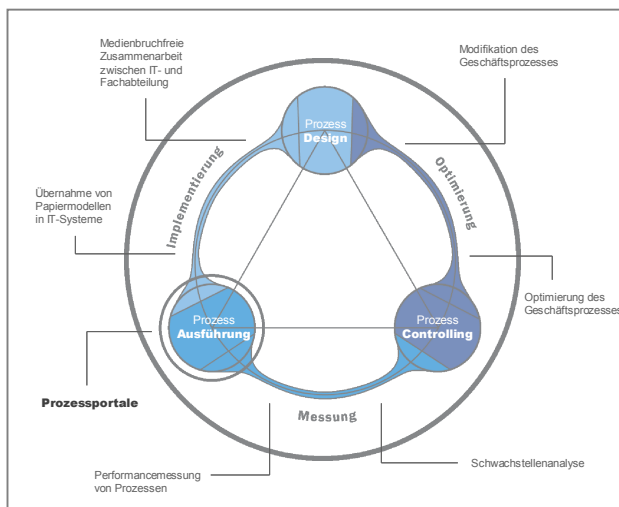 Medienbruchfreie
Zusammenarbeit
zwischen IT- und
Fachabteilung
Modifikation des
Geschäftsprozesses
Prozess
Design
Implementierung
Optimierung
Übernahme von
Papiermodellen
in IT-Systeme
Optimierung des
Geschäftsprozesses
Prozess
Ausführung
Prozess
Controlling
Prozessportale
Messung
Performancemessung
von Prozessen
Schwachstellenanalyse